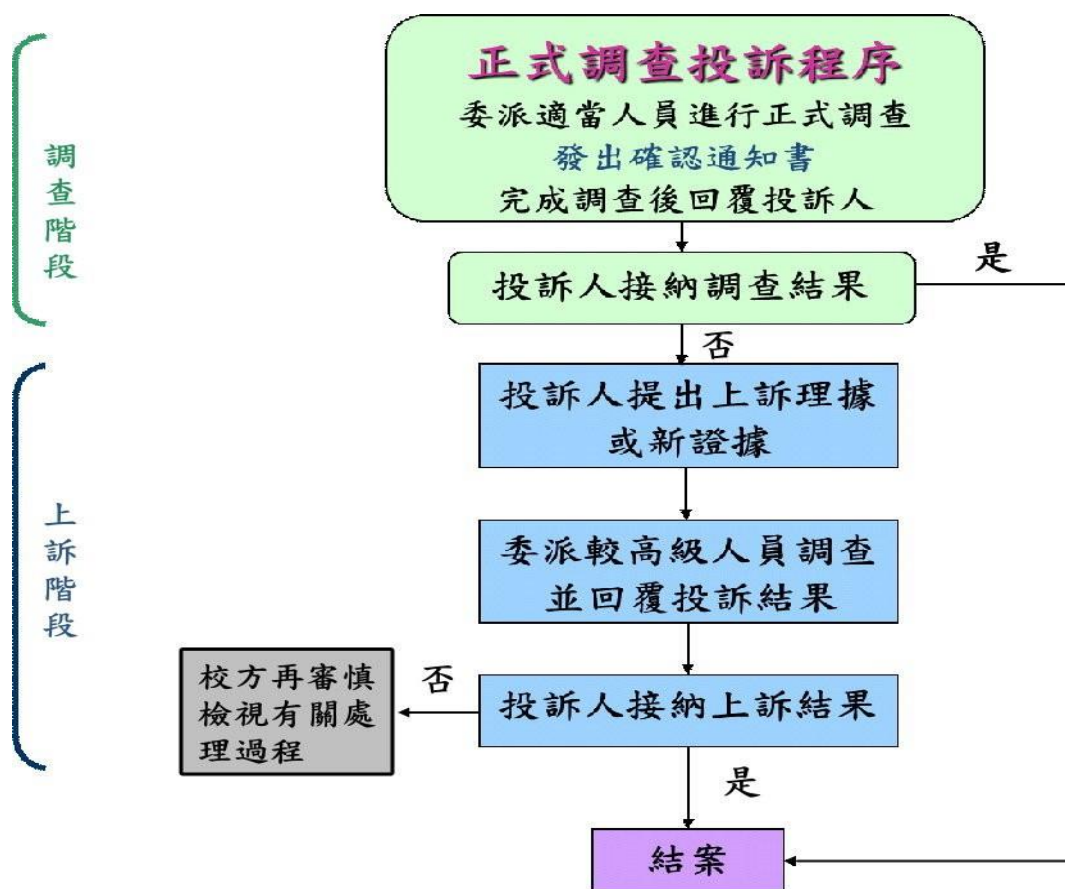 調查階段
正式調查投訴程序
委派適當人員進行正式調查
發出確認通知書
完成調查後回覆投訴人
投訴人接納調查結果
是
否
上訴階段
投訴人提出上訴理據
或新證據
委派較高級人員調查
並回覆投訴結果
投訴人接納上訴結果
否
校方再審慎
檢視有關處
理過程
是
結案